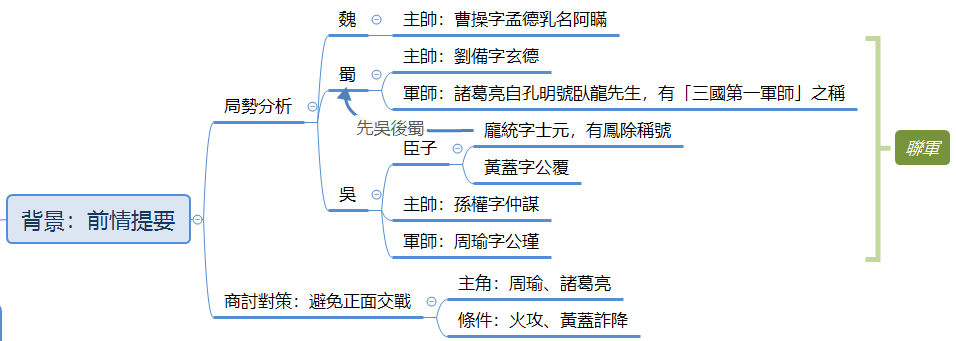 背景：前情提要
局勢分析
魏
主帥：曹操字孟德乳名阿瞞
蜀
主帥：劉備字玄德
軍師：諸葛亮自孔明號臥龍先生，有「三國第一軍師」之稱
先吳後蜀
吳
臣子
龐統字士元，有鳳除稱號
黃蓋字公覆
主帥：孫權字仲謀
軍師：周瑜字公瑾
聯軍
商討對策：避免正面交戰
主角：周瑜、諸葛亮
條件：火攻、黃蓋詐降